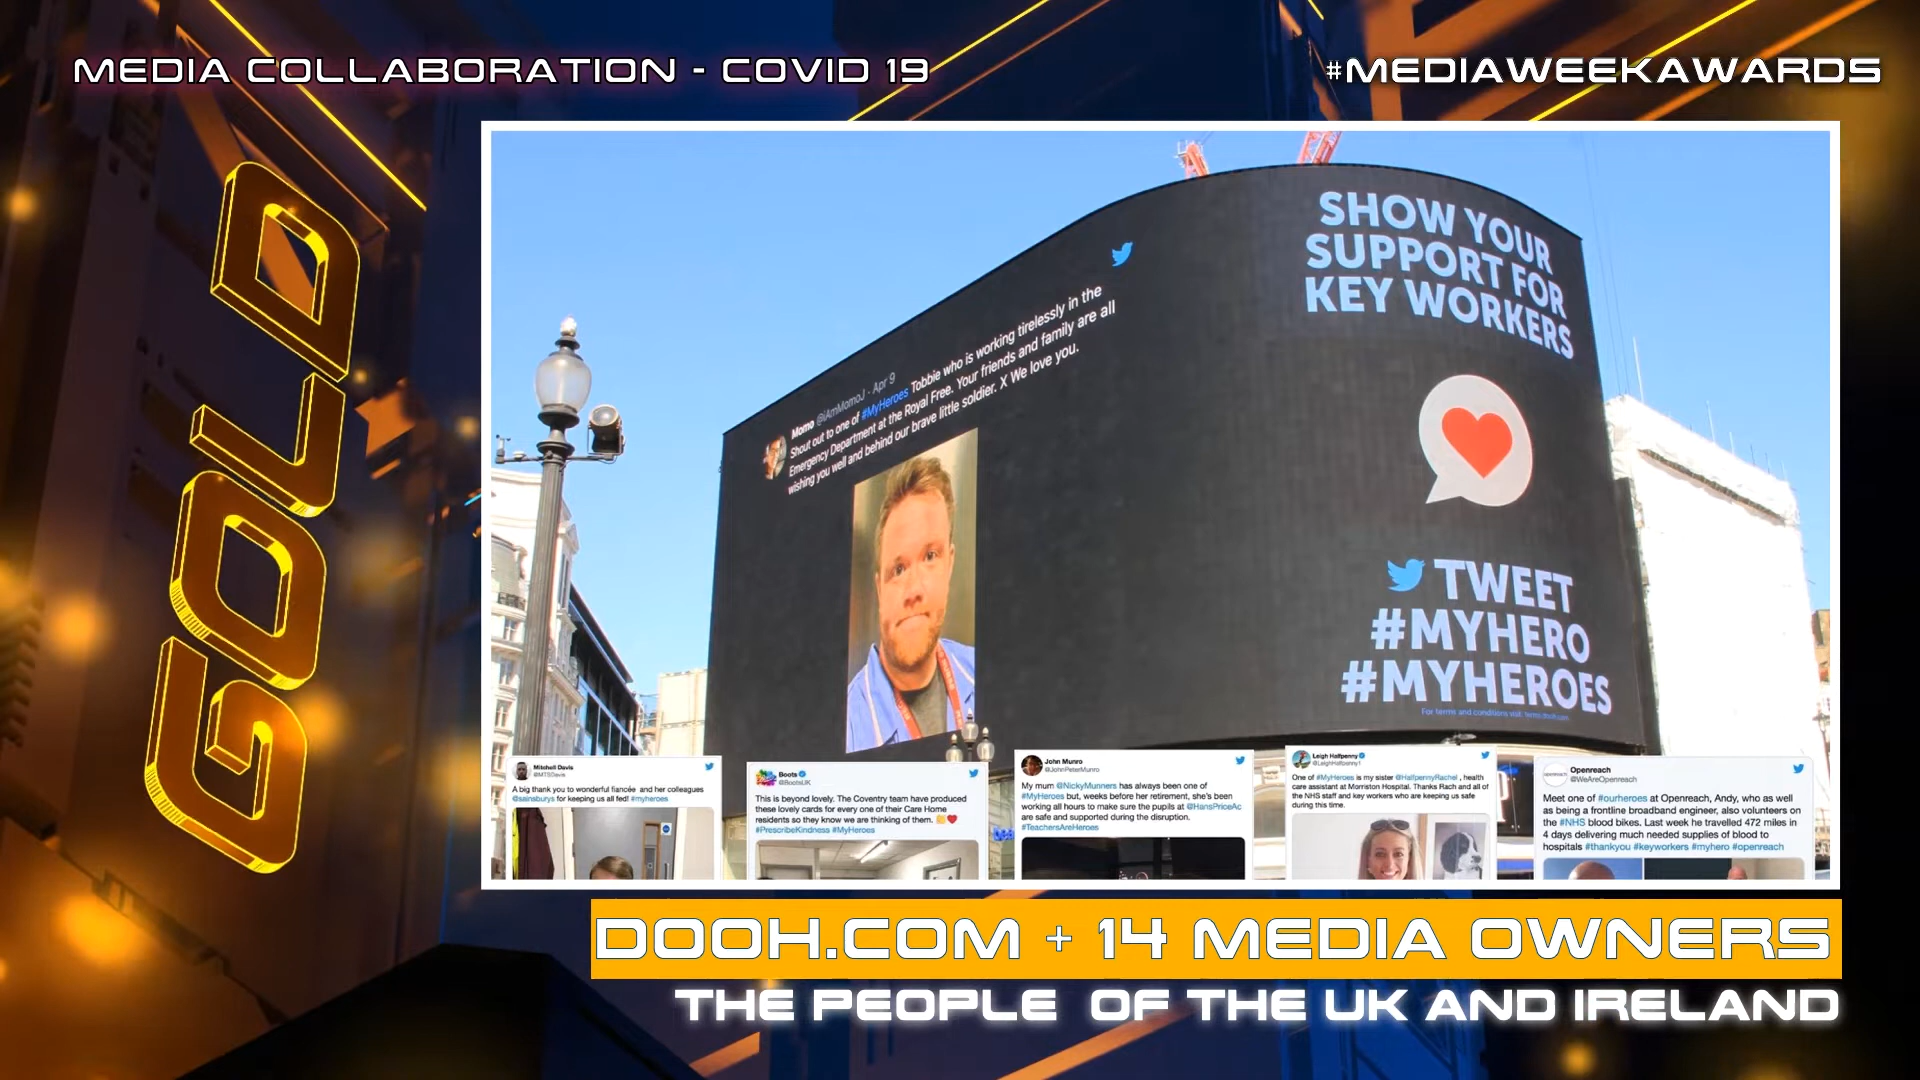 MEDIA COLLABORATION - COVID 19
#MEDIAWEEKAWARDS
GOLD
Momo @iAmMomoJ · Apr 9
Shout out to one of #MyHeroes Tobbie who is working tirelessly in the
Emergency Department at the Royal Free. Your friends and family are all
wishing you well and behind our brave little soldier. X We love you.
SHOW YOUR
SUPPORT FOR
KEY WORKERS
TWEET
#MYHERO
#MYHEROES
For terms and conditions visit:
Mitchell Davis
@MTSDavis
A big thank you to wonderful fiancée and her colleagues
@sainsburys for keeping us all fed! #myheroes
Boots
@BootsUK
This is beyond lovely. The Coventry team have produced
these lovely cards for every one of their Care Home
residents so they know we are thinking of them.
#PrescribeKindness #MyHeroes
John Munro
@JohnPeterMunro
My mum @NickyMunners has always been one of
#MyHeroes but, weeks before her retirement, she's been
working all hours to make sure the pupils at @HansPriceAc
are safe and supported during the disruption.
#TeachersAreHeroes
Leigh Halfpenny
@LeighHalfpenny1
One of #MyHeroes is my sister @HalfpennyRachel , health
care assistant at Morriston Hospital. Thanks Rach and all of
the NHS staff and key workers who are keeping us safe
during this time.
openreach
Openreach
@WeAreOpenreach
Meet one of #ourheroes at Openreach, Andy, who as well
as being a frontline broadband engineer, also volunteers on
the #NHS blood bikes. Last week he travelled 472 miles in
4 days delivering much needed supplies of blood to
hospitals #thankyou #keyworkers #myhero #openreach
DOOH.COM + 14 MEDIA OWNERS
THE PEOPLE OF THE UK AND IRELAND